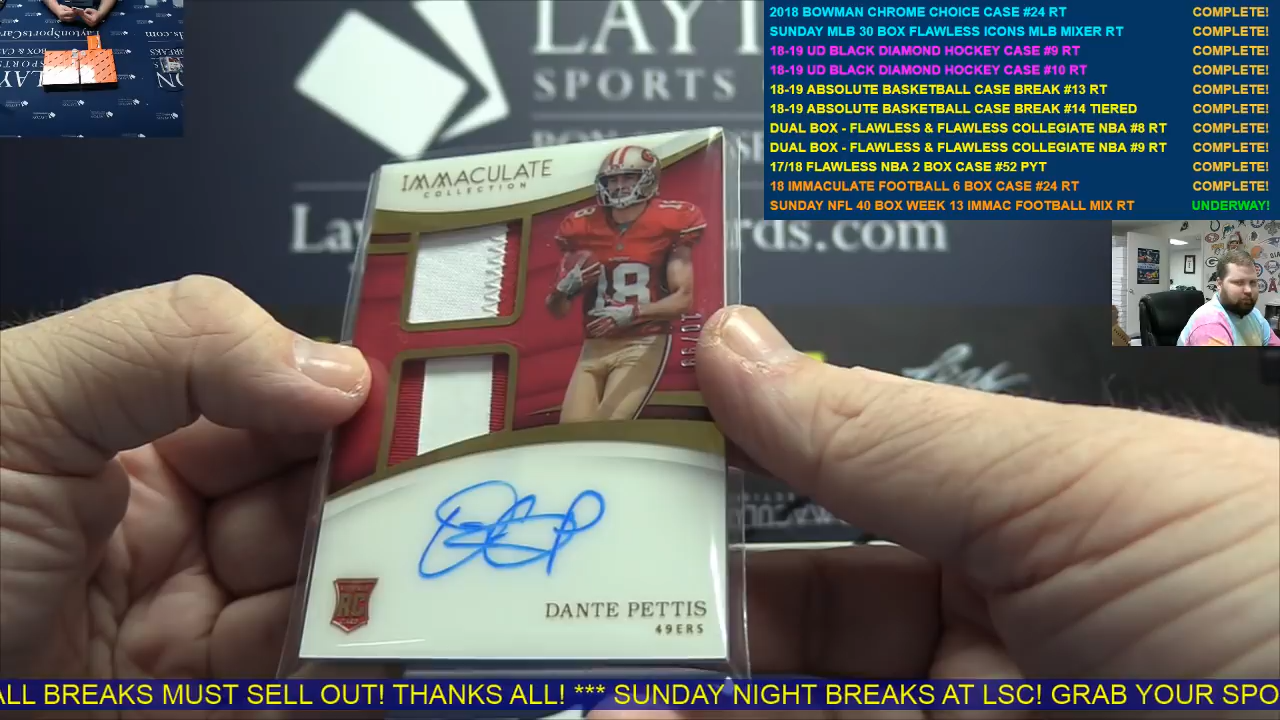 2018 BOWMAN CHROME CHOICE CASE #24 RT COMPLETE!
SUNDAY MLB 30 BOX FLAWLESS ICONS MLB MIXER RT COMPLETE!
18-19 UD BLACK DIAMOND HOCKEY CASE #9 RT COMPLETE!
18-19 UD BLACK DIAMOND HOCKEY CASE #10 RT COMPLETE!
18-19 ABSOLUTE BASKETBALL CASE BREAK #13 RT COMPLETE!
18-19 ABSOLUTE BASKETBALL CASE BREAK #14 TIERED COMPLETE!
DUAL BOX - FLAWLESS & FLAWLESS COLLEGIATE NBA #8 RT COMPLETE!
DUAL BOX - FLAWLESS & FLAWLESS COLLEGIATE NBA #9 RT COMPLETE!
17/18 FLAWLESS NBA 2 BOX CASE #52 PYT COMPLETE!
18 IMMACULATE FOOTBALL 6 BOX CASE #24 RT COMPLETE!
SUNDAY NFL 40 BOX WEEK 13 IMMAC FOOTBALL MIX RT UNDERWAY!
SPORTS
IMMACULATE
COLLECTION
18
10/99
RC
DANTE PETTIS
49ERS
ALL BREAKS MUST SELL OUT! THANKS ALL! *** SUNDAY NIGHT BREAKS AT LSC! GRAB YOUR SPO